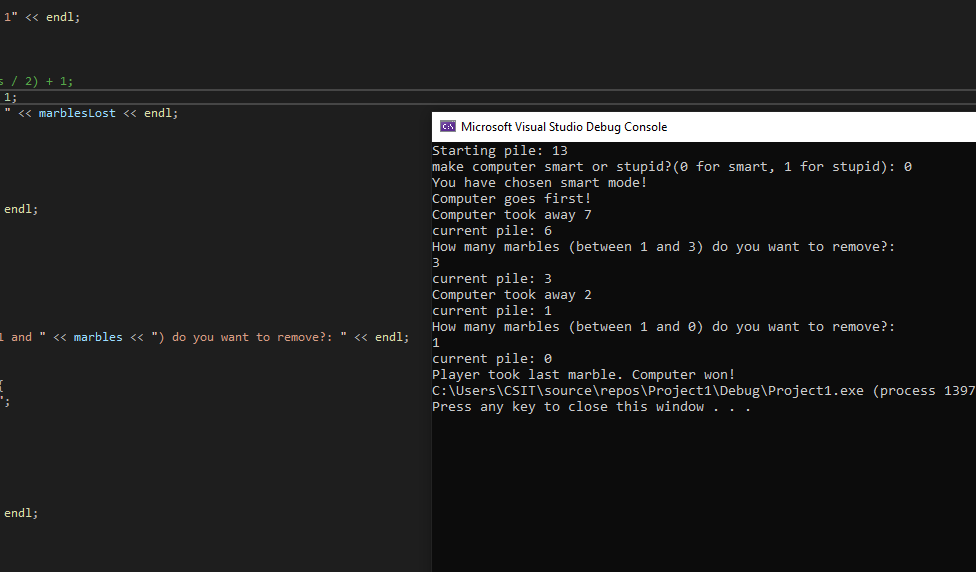 1" << endl;
s / 2) + 1;
1;
" << marblesLost << endl;
endl;
1 and " << marbles << ") do you want to remove?: " << endl;
{
";
endl;
Microsoft Visual Studio Debug Console
Starting pile: 13
make computer smart or stupid?(0 for smart, 1 for stupid): 0
You have chosen smart mode!
Computer goes first!
Computer took away 7
current pile: 6
How many marbles (between 1 and 3) do you want to remove?:
3
current pile: 3
Computer took away 2
current pile: 1
How many marbles (between 1 and 0) do you want to remove?:
1
current pile: 0
Player took last marble. Computer won!
C:\Users\CSIT\source\repos\Project1\Debug\Project1.exe (process 1397
Press any key to close this window . . .